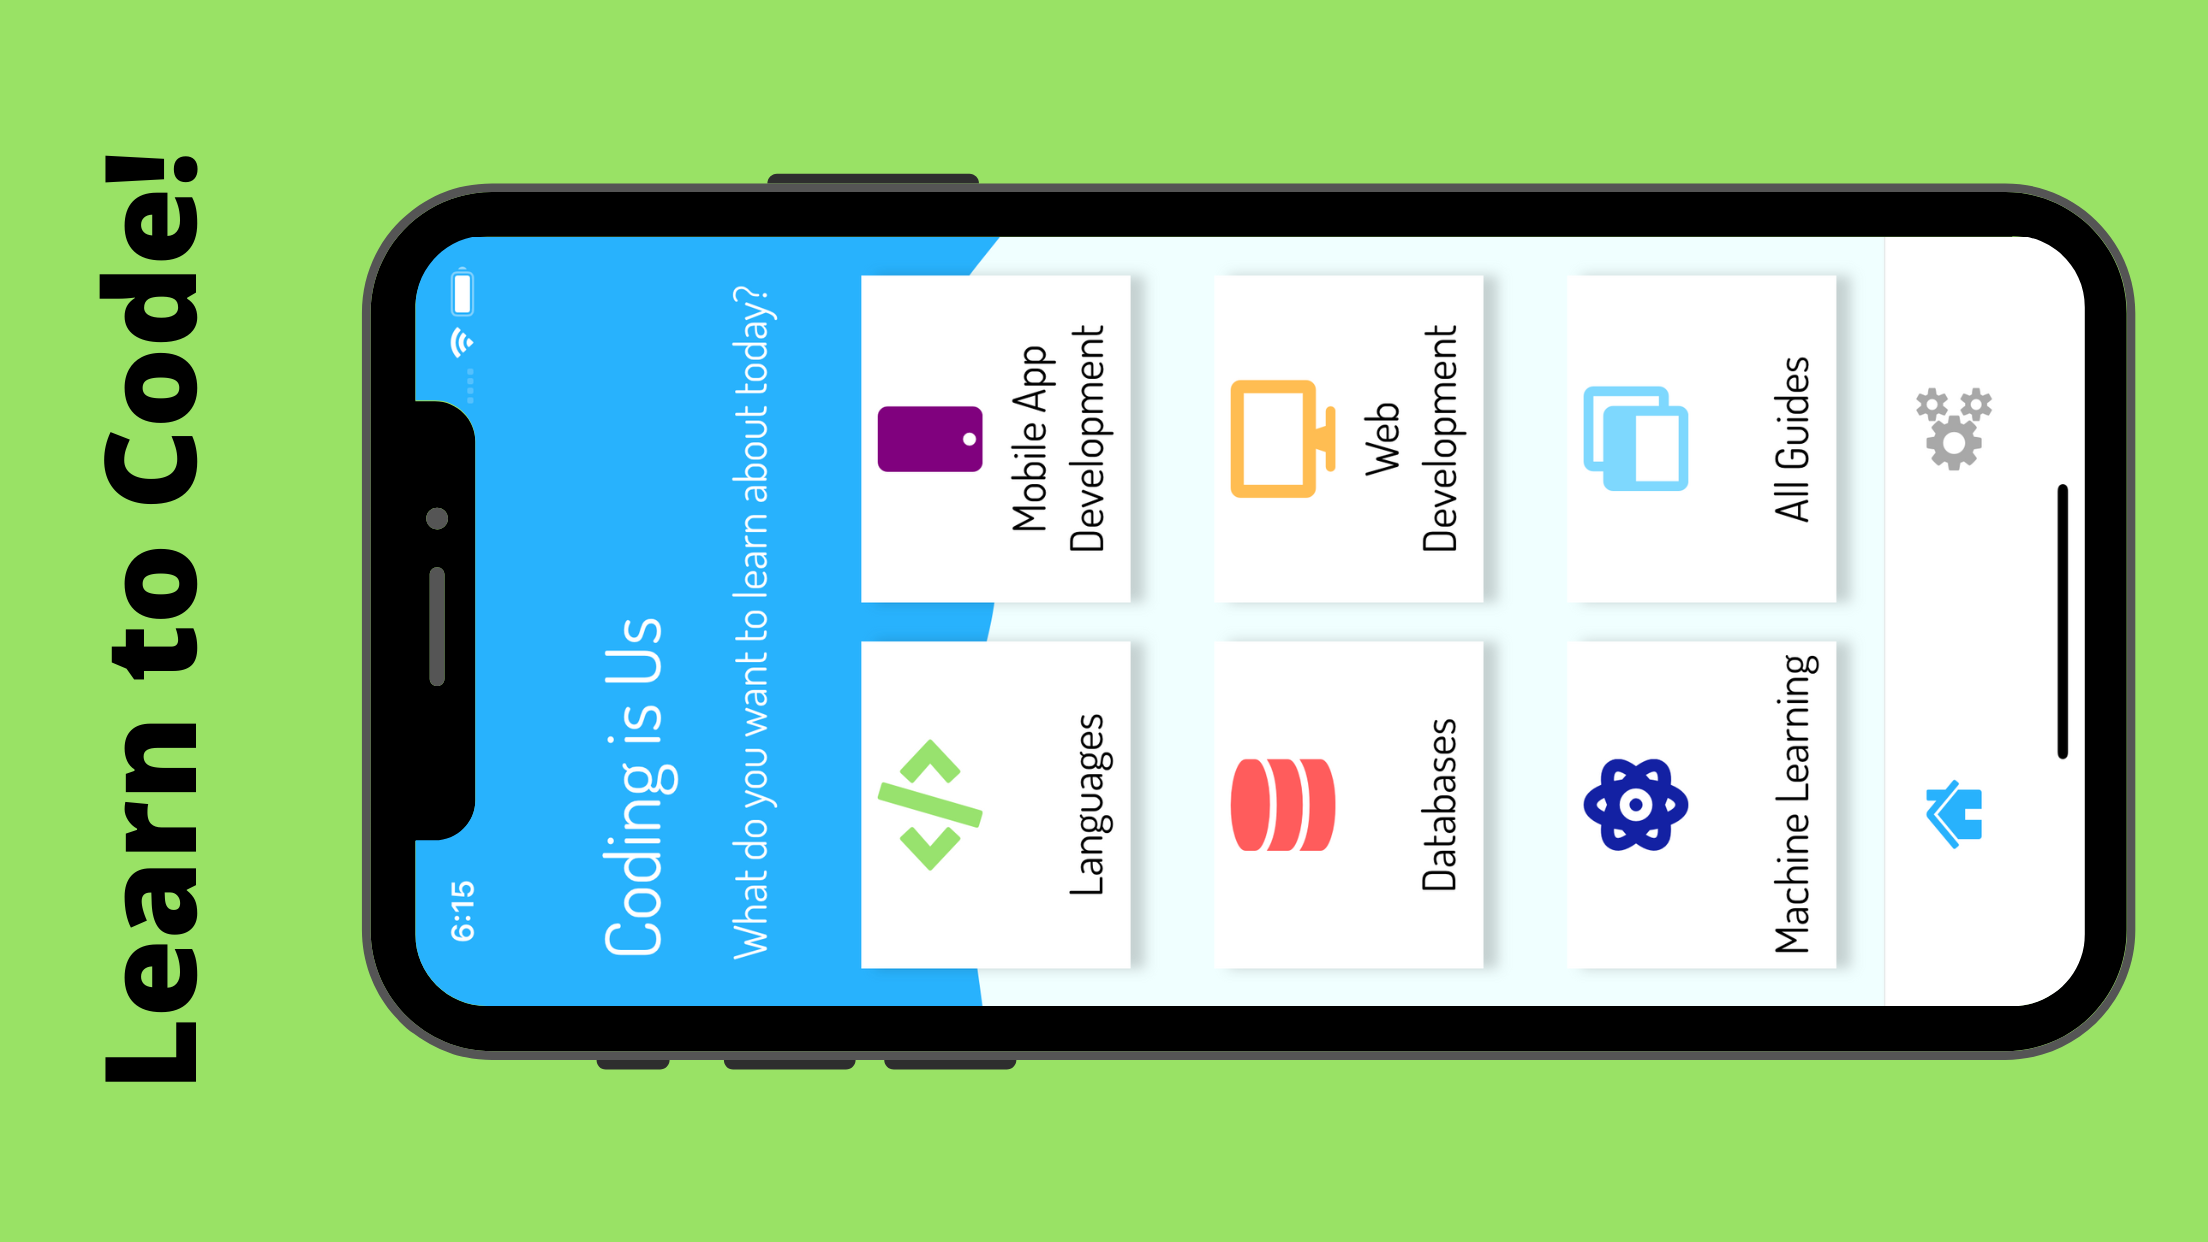 Learn to Code!
6:15
Coding is Us
What do you want to learn about today?
Languages
Mobile App
Development
Databases
Web
Development
Machine Learning
All Guides